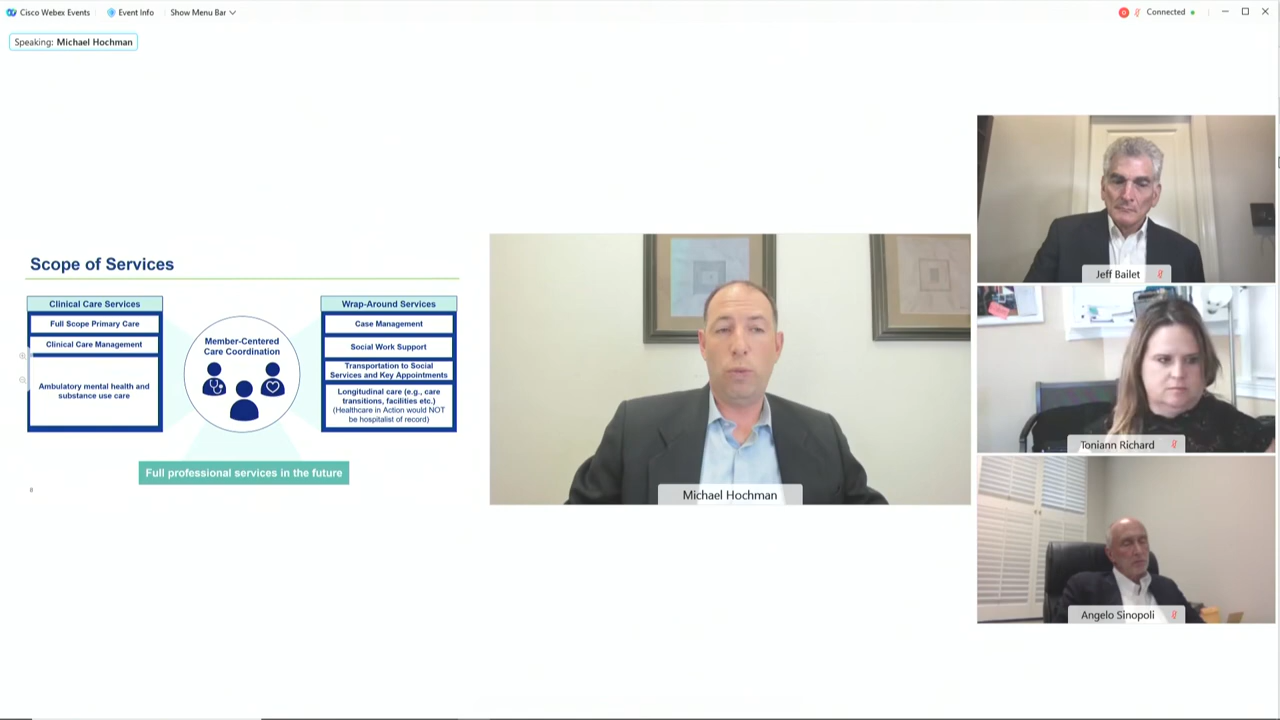 Cisco Webex Events
Event Info
Show Menu Bar
Connected
Speaking: Michael Hochman
Scope of Services
Clinical Care Services
Full Scope Primary Care
Clinical Care Management
Ambulatory mental health and
substance use care
Member-Centered
Care Coordination
Wrap-Around Services
Case Management
Social Work Support
Transportation to Social
Services and Key Appointments
Longitudinal care (e.g., care
transitions, facilities etc.)
(Healthcare in Action would NOT
be hospitalist of record)
Full professional services in the future
8
Michael Hochman
Jeff Bailet
Toniann Richard
Angelo Sinopoli